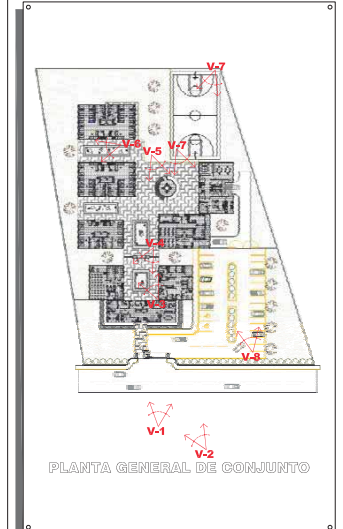 V-7
V-6
V-5
V-7
V-4
V-3
V-8
V-1
V-2
PLANTA GENERAL DE CONJUNTO